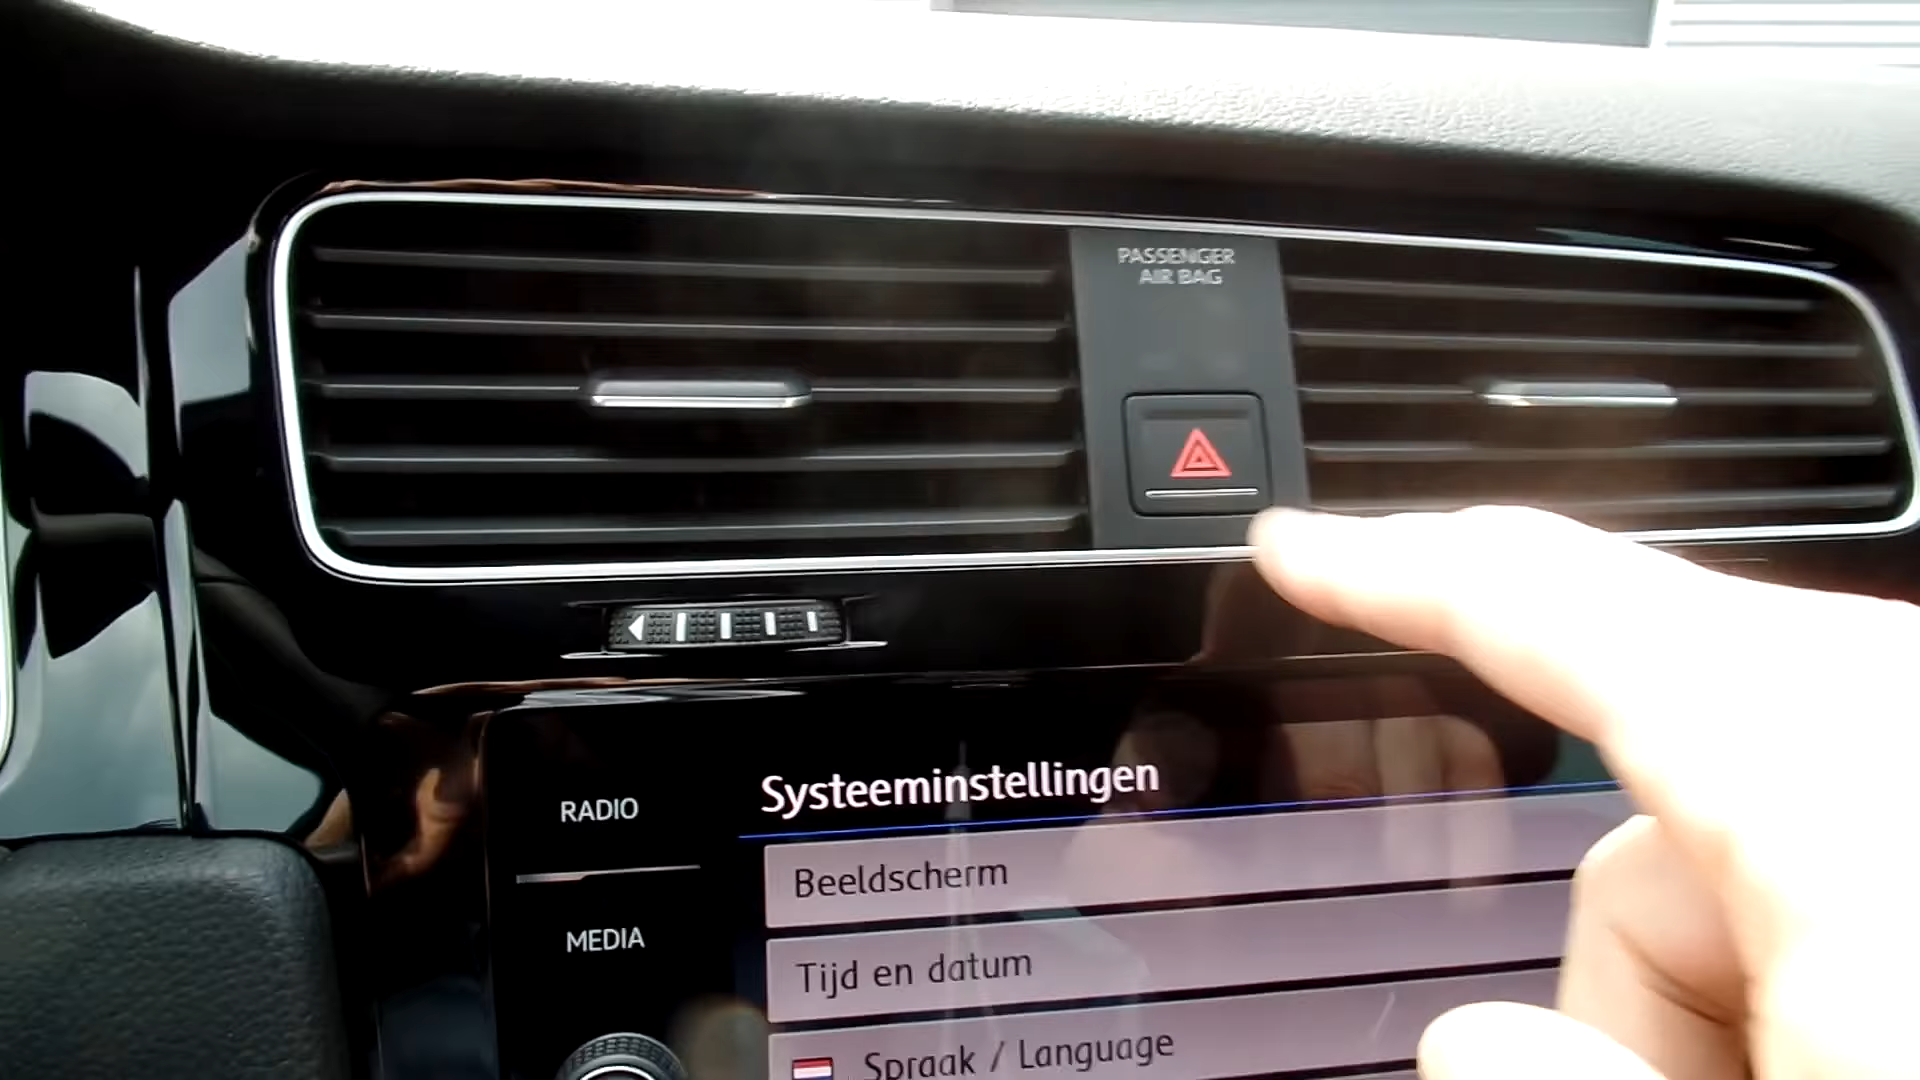 PASSENGER
AIR BAG
Systeeminstellingen
RADIO
Beeldscherm
MEDIA
Tijd en datum
Spraak / Language